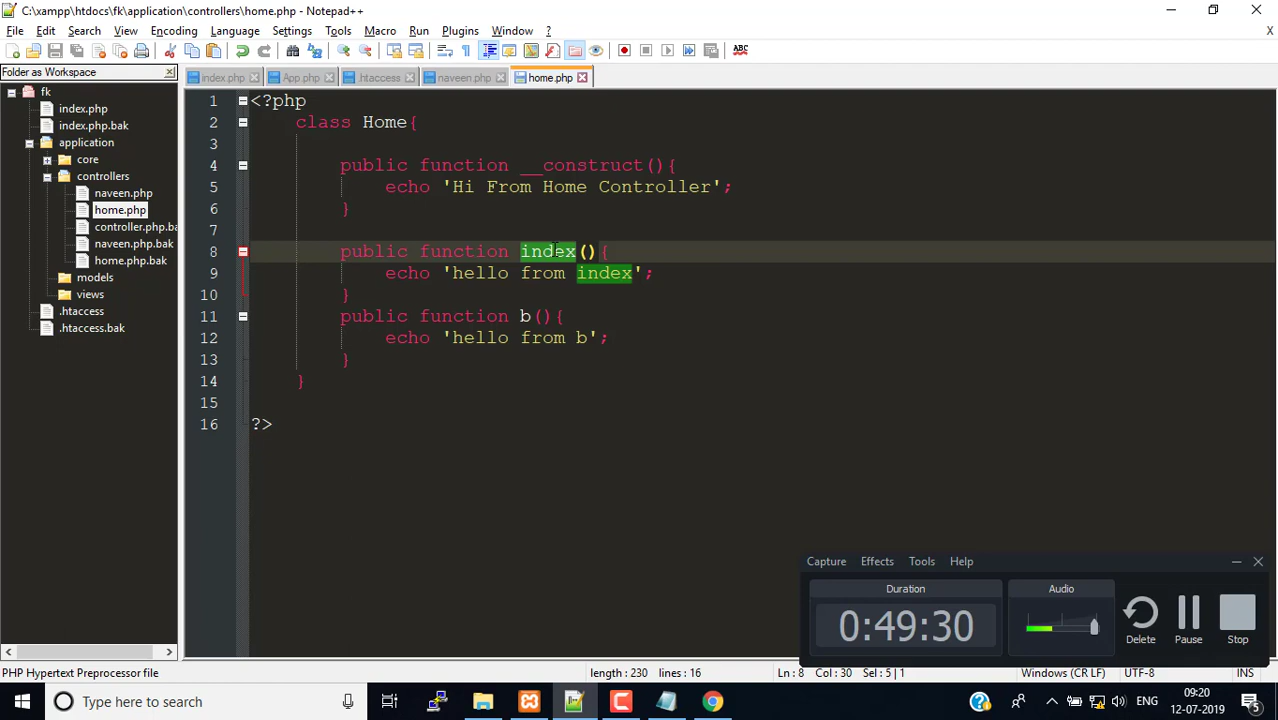 C:\xampp\htdocs\fk\application\controllers\home.php - Notepad++
File Edit Search View Encoding Language Settings Tools Macro Run Plugins Window ? X
ABC
Folder as Workspace
fk
index.php
index.php.bak
application
core
controllers
naveen.php
home.php
controller.php.ba
naveen.php.bak
home.php.bak
models
views
.htaccess
.htaccess.bak
index.php App.php .htaccess naveen.php home.php
1 <?php
2 class Home{
3
4 public function __construct(){
5 echo 'Hi From Home Controller';
6 }
7
8 public function index(){
9 echo 'hello from index';
10 }
11 public function b(){
12 echo 'hello from b';
13 }
14 }
15
16 ?>
Capture Effects Tools Help
Duration
0:49:30
Audio
Delete Pause Stop
PHP Hypertext Preprocessor file length : 230 lines : 16 Ln : 8 Col : 30 Sel : 5 | 1 Windows (CR LF) UTF-8 INS
Type here to search
ENG
09:20
12-07-2019
5